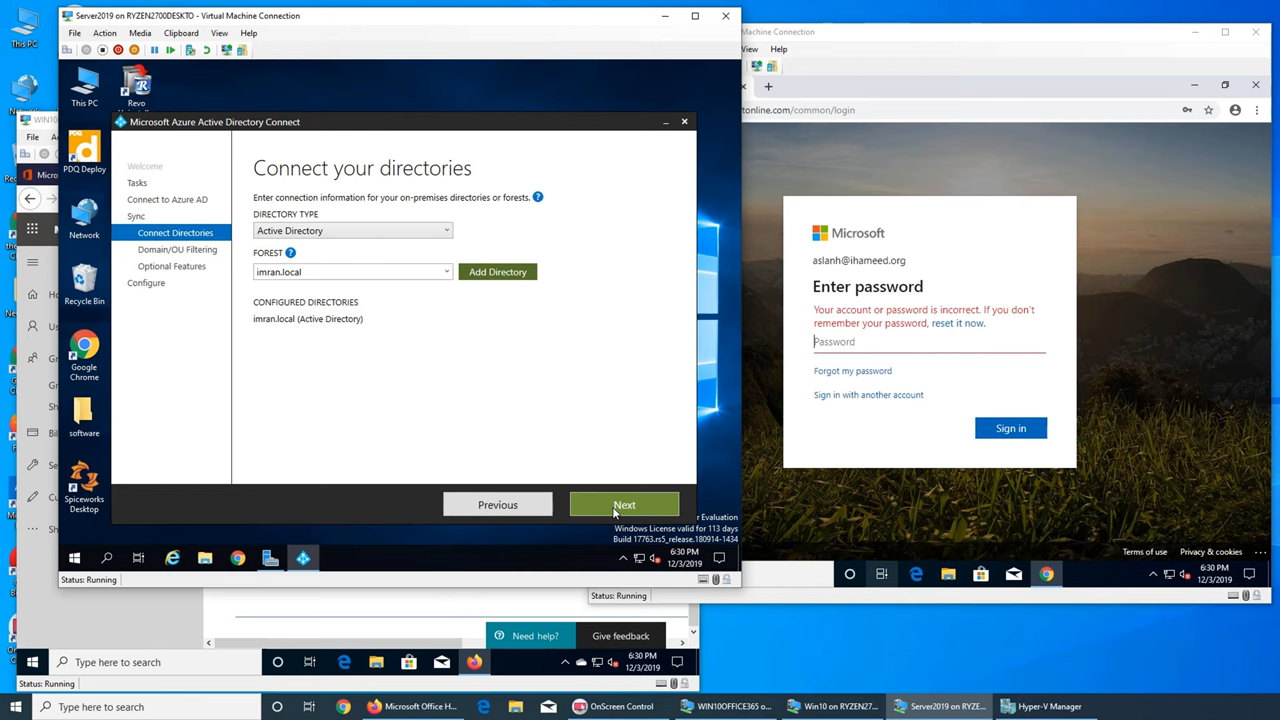 This PC
Server2019 on RYZEN2700DESKTO - Virtual Machine Connection
File Action Media Clipboard View Help
This PC
Revo
PDQ Deploy
Network
Recycle Bin
Google
Chrome
software
Spiceworks
Desktop
Microsoft Azure Active Directory Connect
Welcome
Tasks
Connect to Azure AD
Sync
Connect Directories
Domain/OU Filtering
Optional Features
Configure
Connect your directories
Enter connection information for your on-premises directories or forests. ?
DIRECTORY TYPE
Active Directory
FOREST ?
imran.local
Add Directory
CONFIGURED DIRECTORIES
imran.local (Active Directory)
Previous
Next
Evaluation
Windows License valid for 113 days
Build 17763.rs5_release.180914-1434
6:30 PM
12/3/2019
Status: Running
WIN10
File
Micro
Machine Connection
View Help
tonline.com/common/login
Microsoft
aslanh@ihameed.org
Enter password
Your account or password is incorrect. If you don't
remember your password, reset it now.
Password
Forgot my password
Sign in with another account
Sign in
Terms of use Privacy & cookies ...
6:30 PM
12/3/2019
Status: Running
Need help?
Give feedback
Type here to search
6:30 PM
12/3/2019
Status: Running
Type here to search
Microsoft Office H...
OnScreen Control
WIN10OFFICE365 o...
Win10 on RYZEN27...
Server2019 on RYZE...
Hyper-V Manager